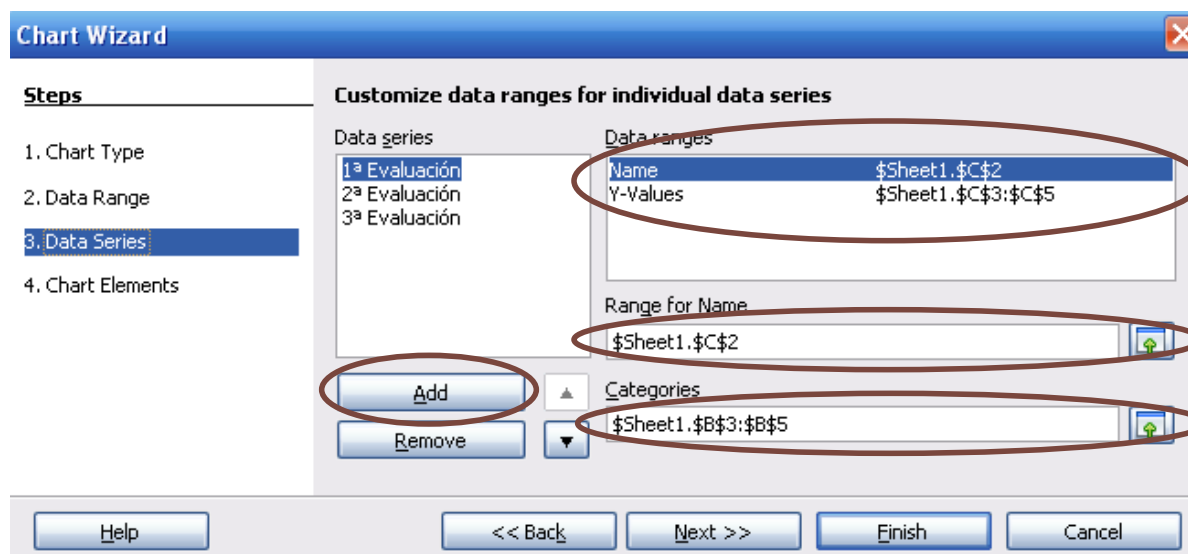 Chart Wizard
Steps
1. Chart Type
2. Data Range
3. Data Series
4. Chart Elements
Customize data ranges for individual data series
Data series
1ª Evaluación
2ª Evaluación
3ª Evaluación
Add
Remove
Data ranges
Name $Sheet1.$C$2
Y-Values $Sheet1.$C$3:$C$5
Range for Name
$Sheet1.$C$2
Categories
$Sheet1.$B$3:$B$5
Help
<< Back
Next >>
Finish
Cancel